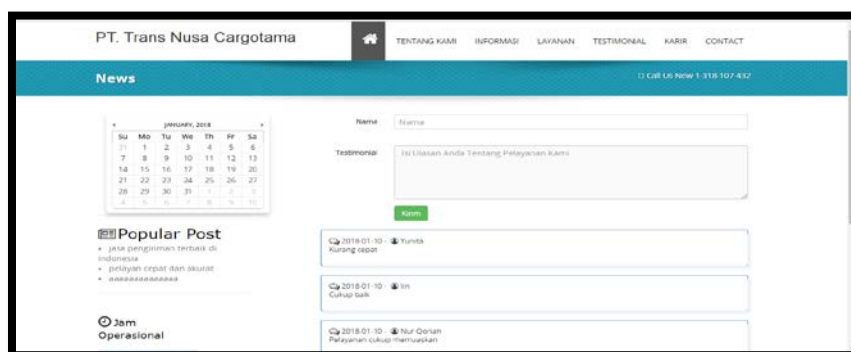 PT. Trans Nusa Cargotama
TENTANG KAMI INFORMASI LAYANAN TESTIMONIAL KARIR CONTACT
News
Call Us Now 1-318-107-432
« JANUARY, 2018 »
Su Mo Tu We Th Fr Sa
31 1 2 3 4 5 6
7 8 9 10 11 12 13
14 15 16 17 18 19 20
21 22 23 24 25 26 27
28 29 30 31 1 2 3
4 5 6 7 8 9 10
Name Nama
Testimonial Isi Ulasan Anda Tentang Pelayanan Kami
Kirim
Popular Post
jasa pengiriman terbaik di
Indonesia
pelayan cepat dan akurat
aaaaaaaaaaaaa
Jam
Operasional
2018-01-10 - Yunita
Kurang cepat
2018-01-10 - Iin
Cukup baik
2018-01-10 - Nur Qorian
Pelayanan cukup memuaskan